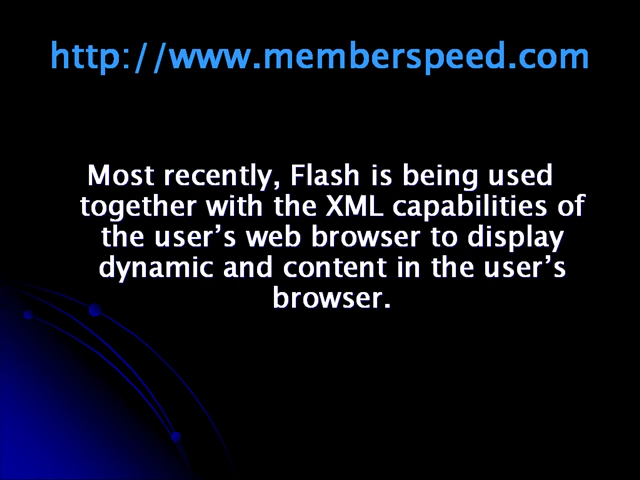 http://www.memberspeed.com
Most recently, Flash is being used
together with the XML capabilities of
the user’s web browser to display
dynamic and content in the user’s
browser.